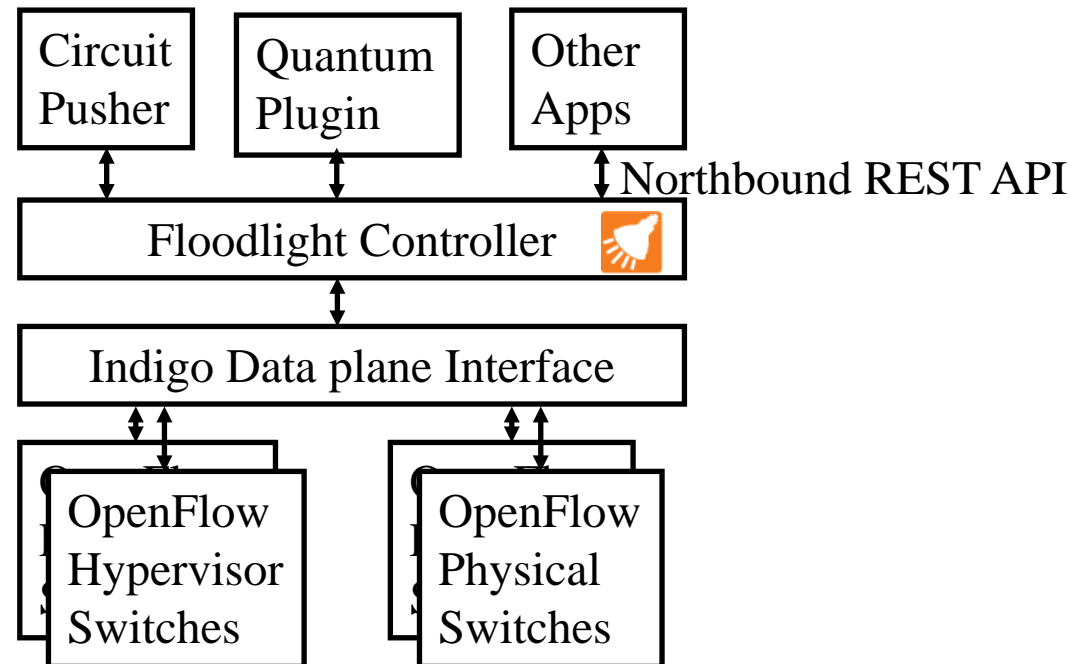 Circuit
Pusher
Quantum
Plugin
Other
Apps
Northbound REST API
Floodlight Controller
Indigo Data plane Interface
OpenFlow
Hypervisor
Switches
OpenFlow
Physical
Switches